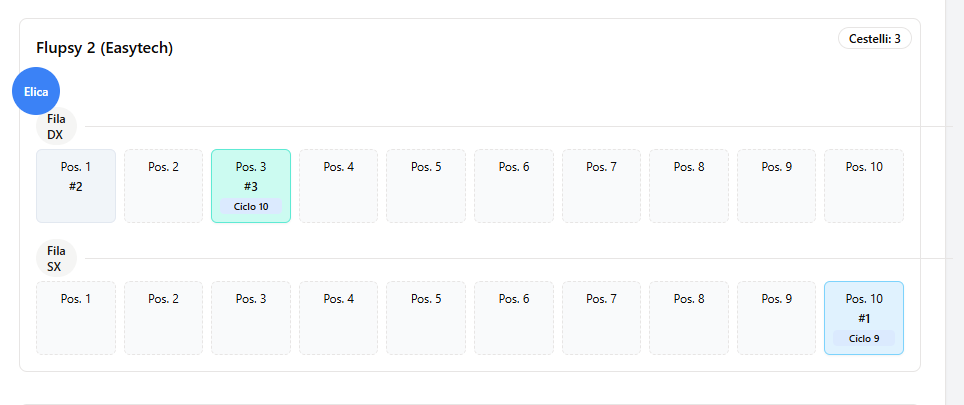 Flupsy 2 (Easytech)
Cestelli: 3
Elica
Fila
DX
Pos. 1
#2
Pos. 2
Pos. 3
#3
Ciclo 10
Pos. 4
Pos. 5
Pos. 6
Pos. 7
Pos. 8
Pos. 9
Pos. 10
Fila
SX
Pos. 1
Pos. 2
Pos. 3
Pos. 4
Pos. 5
Pos. 6
Pos. 7
Pos. 8
Pos. 9
Pos. 10
#1
Ciclo 9